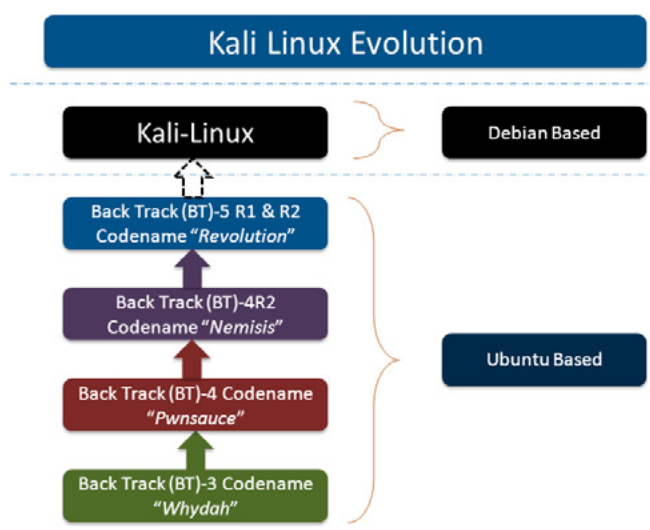 Kali Linux Evolution
Kali-Linux
Debian Based
Back Track (BT)-5 R1 & R2
Codename “Revolution”
Back Track (BT)-4R2
Codename “Nemisis”
Ubuntu Based
Back Track (BT)-4 Codename
“Pwnsauce”
Back Track (BT)-3 Codename
“Whydah”